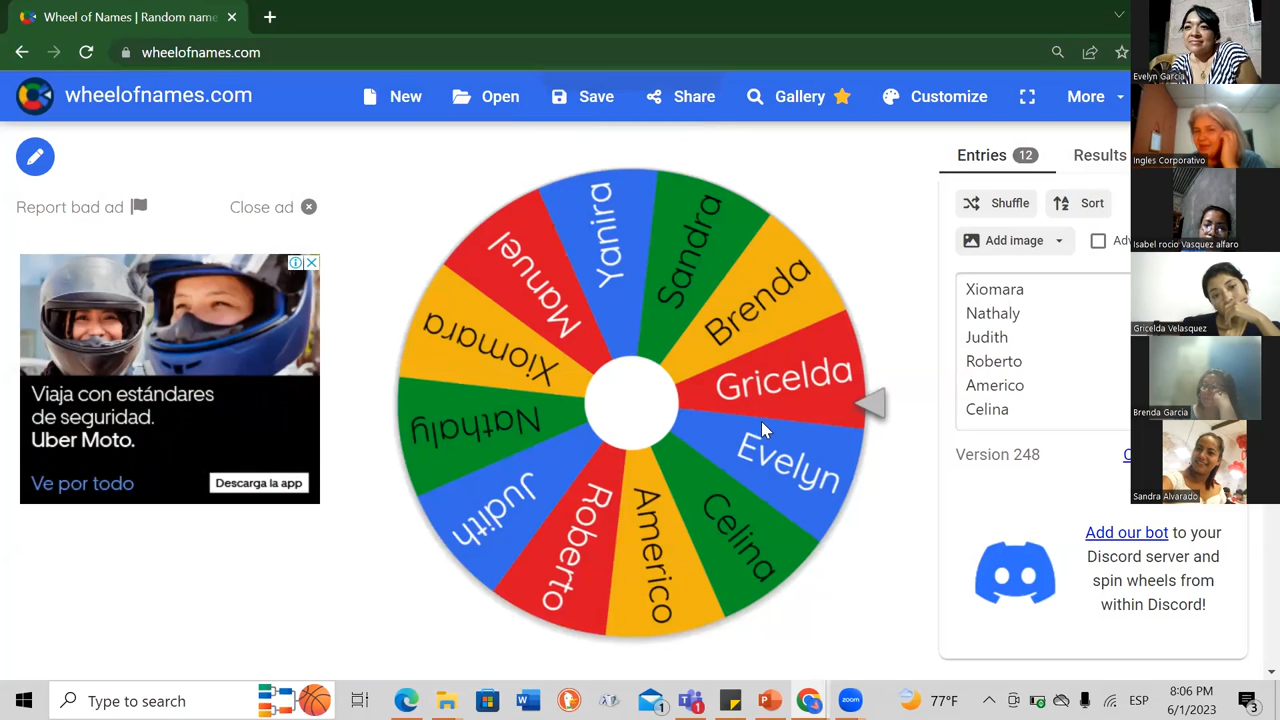 Wheel of Names | Random name
wheelofnames.com
wheelofnames.com
New
Open
Save
Share
Gallery
Customize
More
Report bad ad
Close ad
Viaja con estándares
de seguridad.
Uber Moto.
Ve por todo
Descarga la app
Yanira
Sandra
Brenda
Gricelda
Evelyn
Celina
Americo
Roberto
Judith
Nathaly
Xiomara
Manuel
Entries 12
Results
Shuffle
Sort
Add image
Xiomara
Nathaly
Judith
Roberto
Americo
Celina
Version 248
Add our bot to your
Discord server and
spin wheels from
within Discord!
Evelyn Garcia
Ingles Corporativo
Isabel rocio Vasquez alfaro
Gricelda Velasquez
Brenda Garcia
Sandra Alvarado
Type to search
1
1
zoom
77°F
ESP
8:06 PM
6/1/2023
3